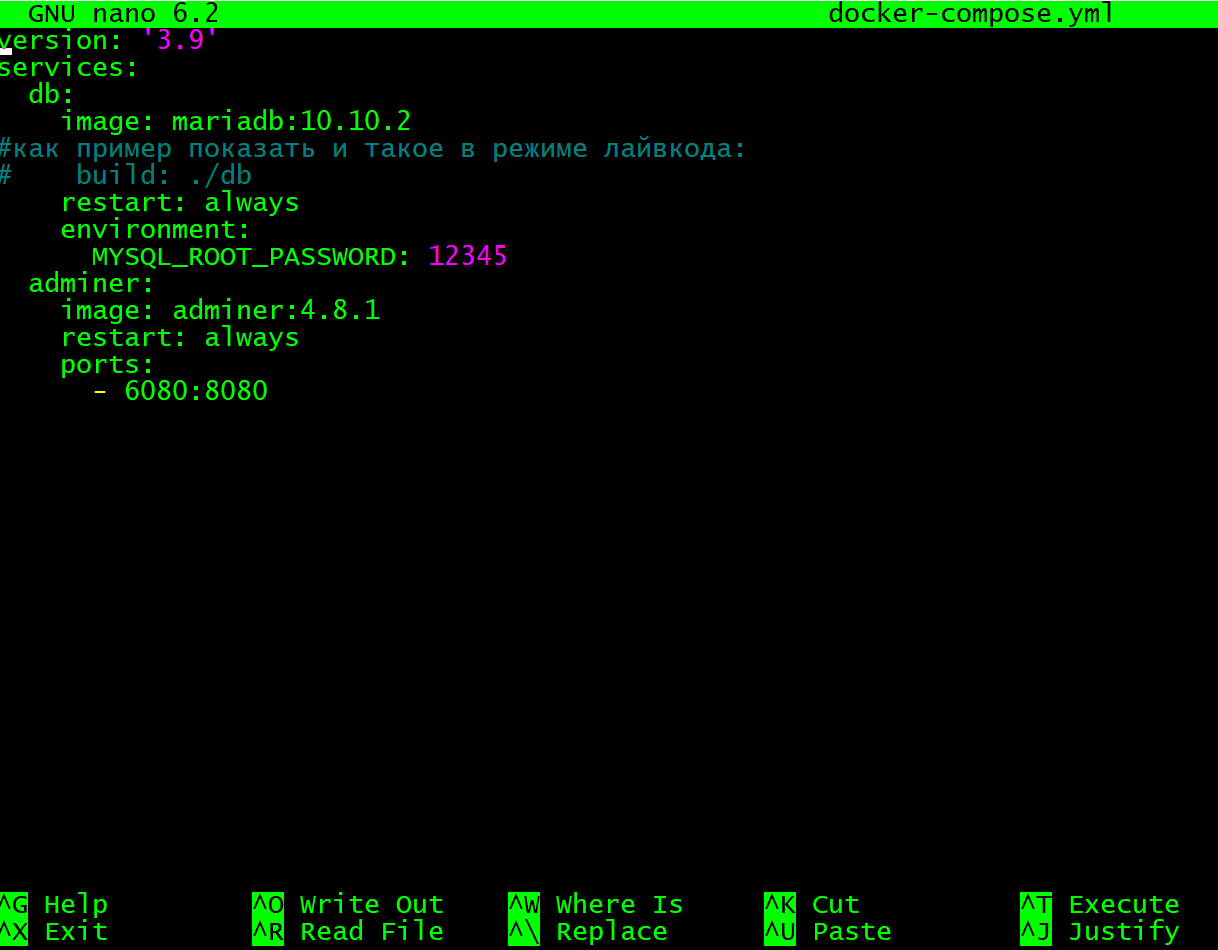 GNU nano 6.2 docker-compose.yml
version: '3.9'
services:
  db:
    image: mariadb:10.10.2
#как пример показать и такое в режиме лайвкода:
#    build: ./db
    restart: always
    environment:
      MYSQL_ROOT_PASSWORD: 12345
  adminer:
    image: adminer:4.8.1
    restart: always
    ports:
      - 6080:8080
^G Help ^O Write Out ^W Where Is ^K Cut ^T Execute
^X Exit ^R Read File ^\ Replace ^U Paste ^J Justify